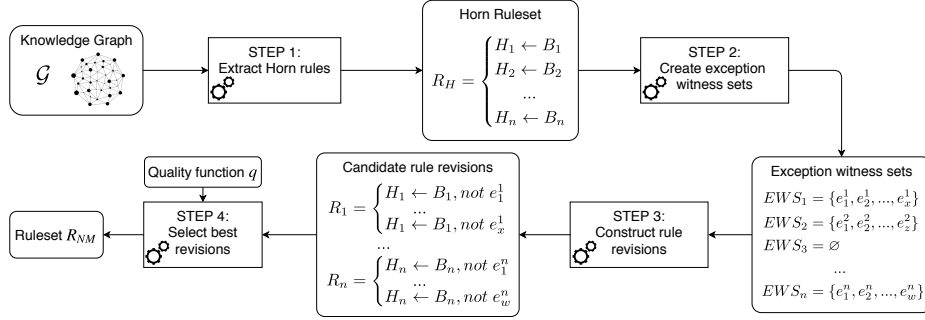 Knowledge Graph
𝒢
STEP 1:
Extract Horn rules
Horn Ruleset
R_H = { H_1 ← B_1
H_2 ← B_2
...
H_n ← B_n
STEP 2:
Create exception
witness sets
Exception witness sets
EWS_1 = {e_1^1, e_2^1, ..., e_x^1}
EWS_2 = {e_1^2, e_2^2, ..., e_z^2}
EWS_3 = ∅
...
EWS_n = {e_1^n, e_2^n, ..., e_w^n}
STEP 3:
Construct rule
revisions
Candidate rule revisions
R_1 = { H_1 ← B_1, not e_1^1
...
H_1 ← B_1, not e_x^1
...
R_n = { H_n ← B_n, not e_1^n
...
H_n ← B_n, not e_w^n
Quality function q
STEP 4:
Select best
revisions
Ruleset R_NM